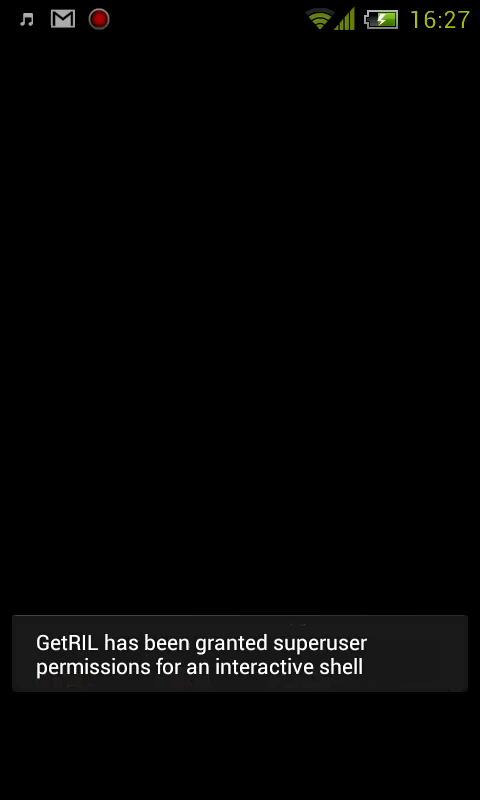 16:27
GetRIL has been granted superuser
permissions for an interactive shell